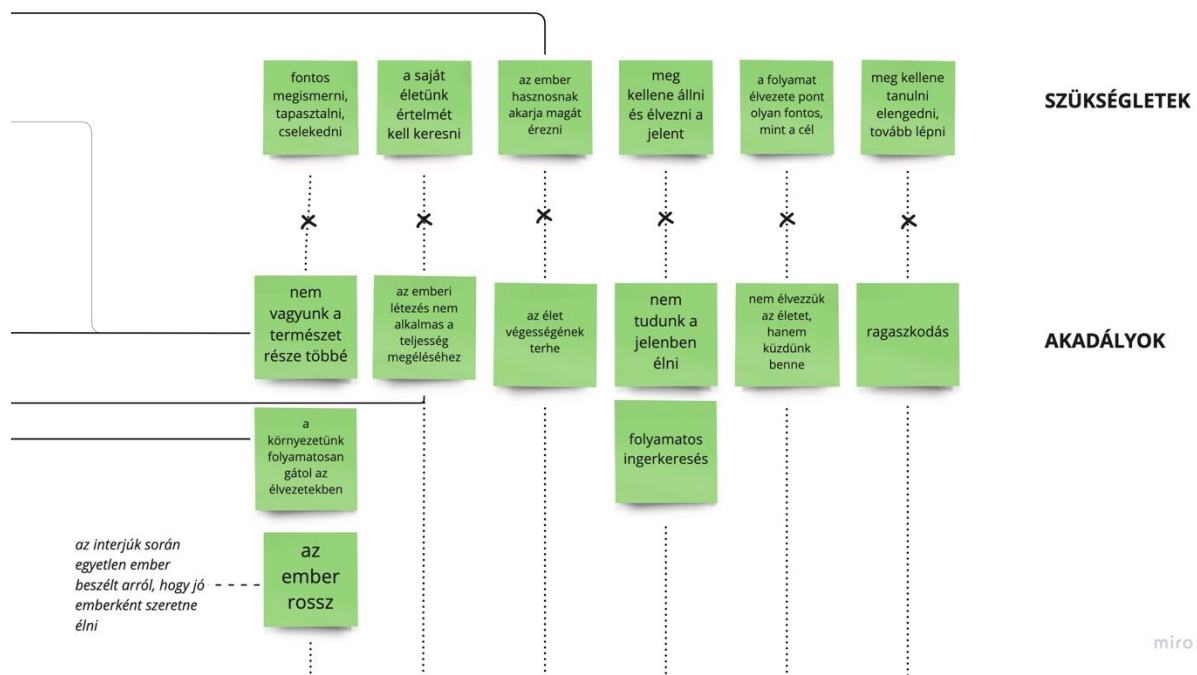 fontos
megismerni,
tapasztalni,
cselekedni
a saját
életünk
értelmét
kell keresni
az ember
hasznosnak
akarja magát
érezni
meg
kellene állni
és élvezni a
jelent
a folyamat
élvezete pont
olyan fontos,
mint a cél
meg kellene
tanulni
elengedni,
tovább lépni
SZÜKSÉGLETEK
nem
vagyunk a
természet
része többé
az emberi
létezés nem
alkalmas a
teljesség
megéléséhez
az élet
végességének
terhe
nem
tudunk a
jelenben
élni
nem élvezzük
az életet,
hanem
küzdünk
benne
ragaszkodás
AKADÁLYOK
a
környezetünk
folyamatosan
gátol az
élvezetekben
folyamatos
ingerkeresés
az interjúk során
egyetlen ember
beszélt arról, hogy jó
emberként szeretne
élni
az
ember
rossz
miro